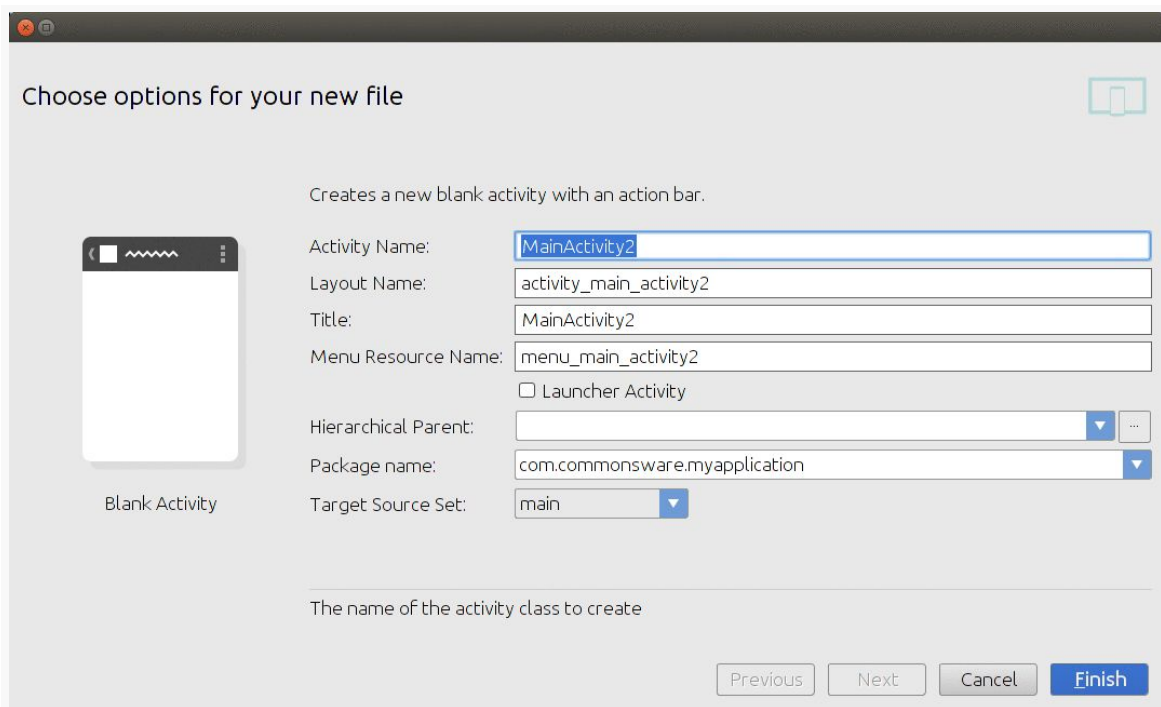 Choose options for your new file
Creates a new blank activity with an action bar.
Activity Name: MainActivity2
Layout Name: activity_main_activity2
Title: MainActivity2
Menu Resource Name: menu_main_activity2
Launcher Activity
Hierarchical Parent: ...
Package name: com.commonsware.myapplication
Blank Activity
Target Source Set: main
The name of the activity class to create
Previous Next Cancel Finish